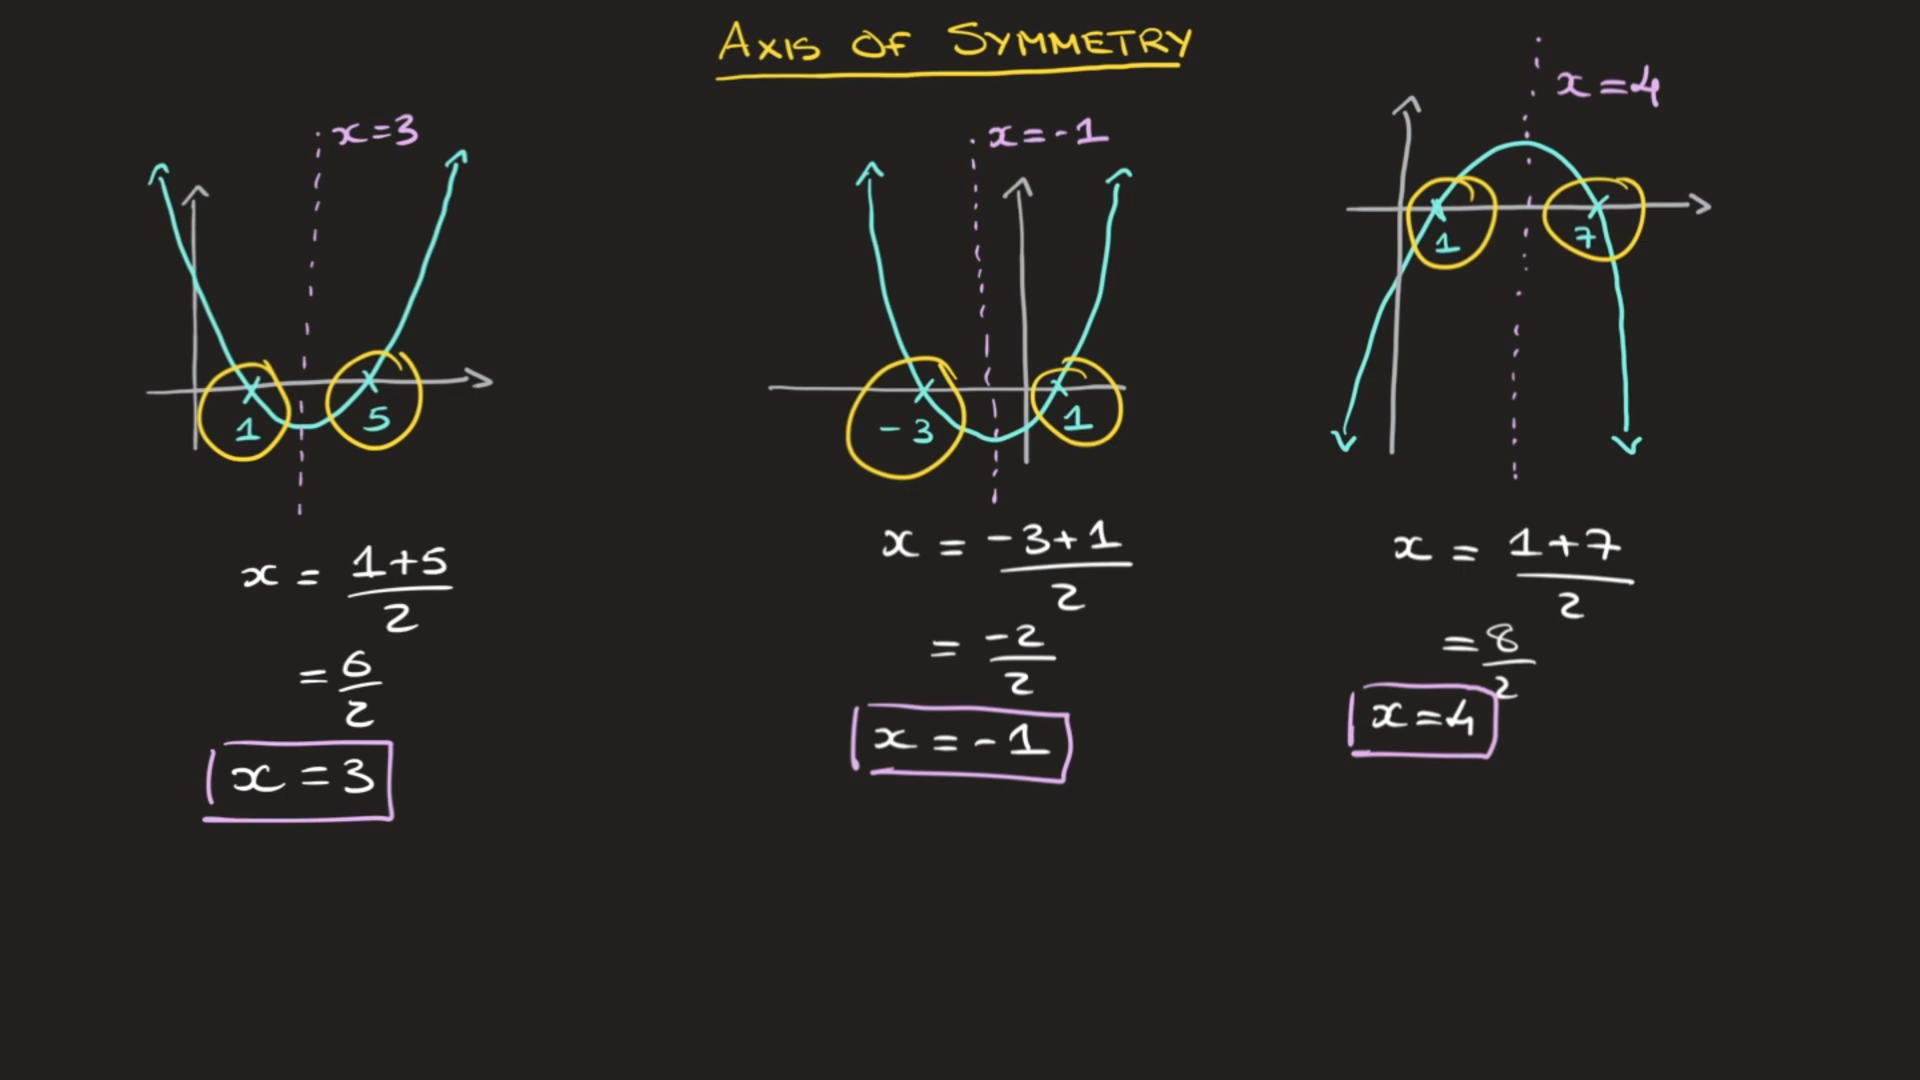 AXIS OF SYMMETRY
x=3
1
5
x = 1+5/2
= 6/2
x = 3
x=-1
-3
1
x = -3+1/2
= -2/2
x = -1
x=4
1
7
x = 1+7/2
= 8/2
x=4